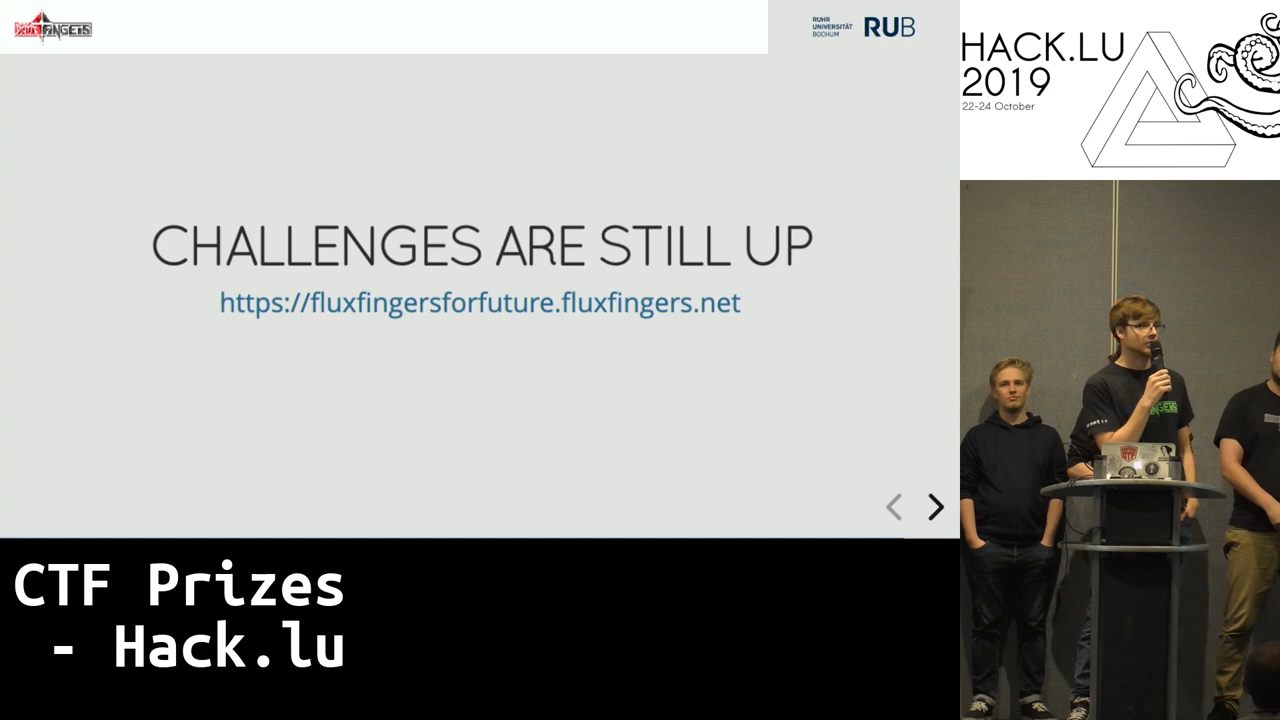 FLUXFINGERS
RUHR
UNIVERSITÄT
BOCHUM
RUB
HACK.LU
2019
22-24 October
CHALLENGES ARE STILL UP
https://fluxfingersforfuture.fluxfingers.net
CTF Prizes
- Hack.lu